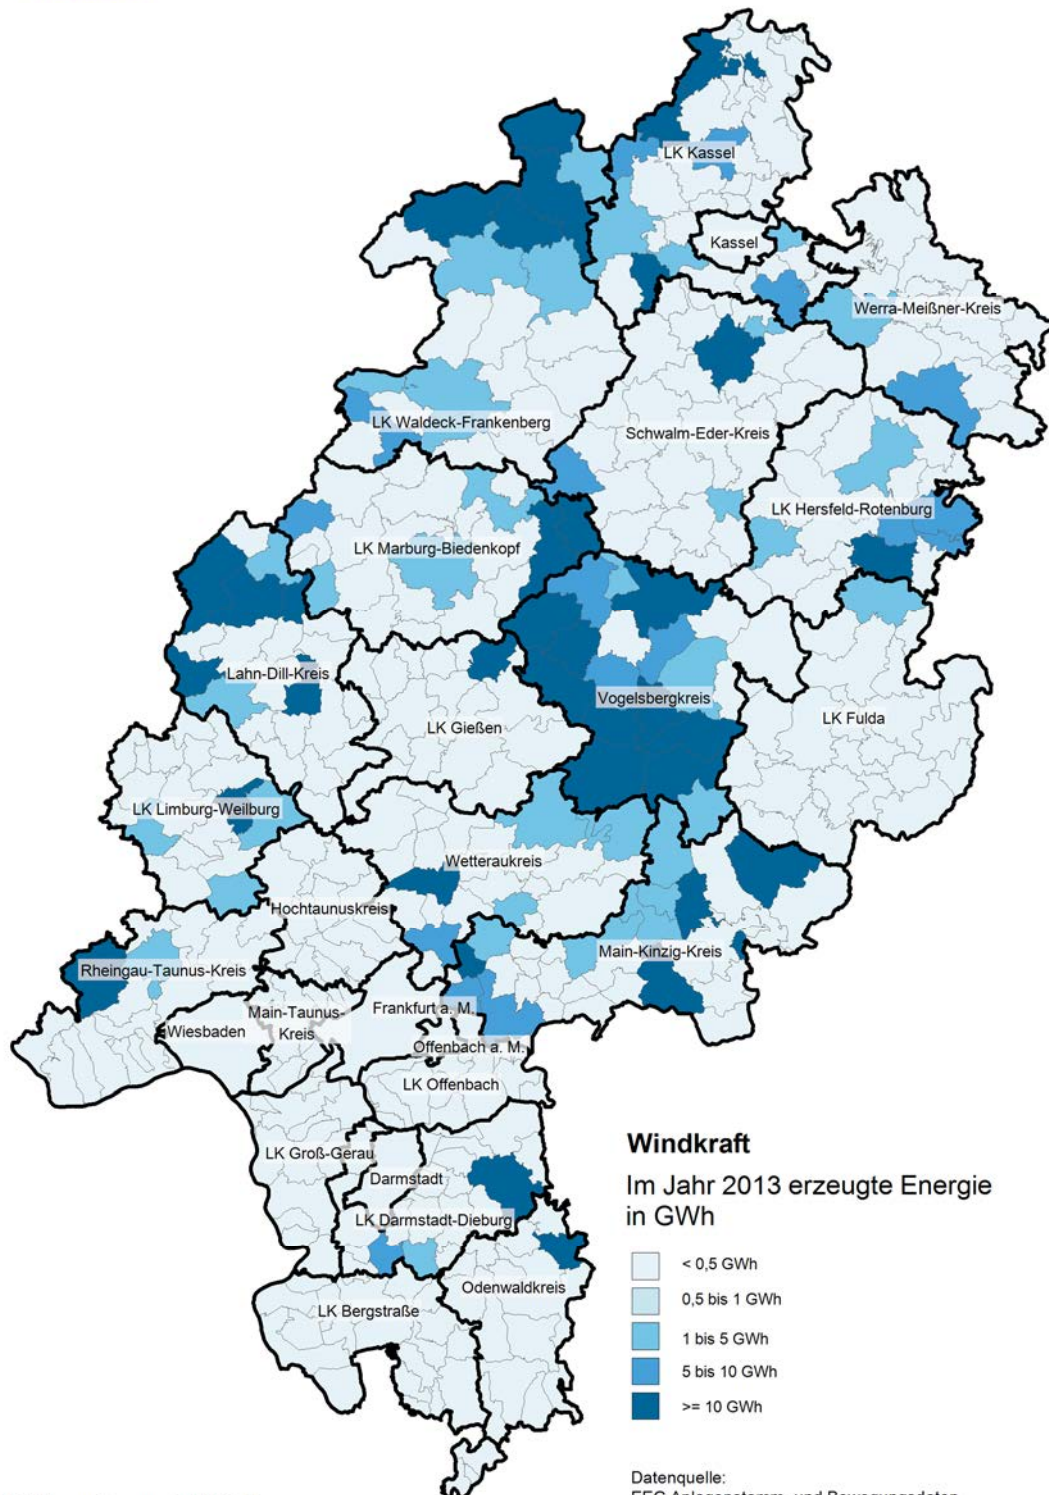 LK Kassel
Kassel
Werra-Meißner-Kreis
LK Waldeck-Frankenberg
Schwalm-Eder-Kreis
LK Hersfeld-Rotenburg
LK Marburg-Biedenkopf
Lahn-Dill-Kreis
Vogelsbergkreis
LK Gießen
LK Fulda
LK Limburg-Weilburg
Wetteraukreis
Hochtaunuskreis
Main-Kinzig-Kreis
Rheingau-Taunus-Kreis
Frankfurt a. M.
Main-Taunus-
Kreis
Wiesbaden
Offenbach a. M.
LK Offenbach
LK Groß-Gerau
Darmstadt
LK Darmstadt-Dieburg
Odenwaldkreis
LK Bergstraße
Windkraft
Im Jahr 2013 erzeugte Energie
in GWh
< 0,5 GWh
0,5 bis 1 GWh
1 bis 5 GWh
5 bis 10 GWh
>= 10 GWh
Datenquelle:
EEG Anlagenstamm- und Bewegungsdaten